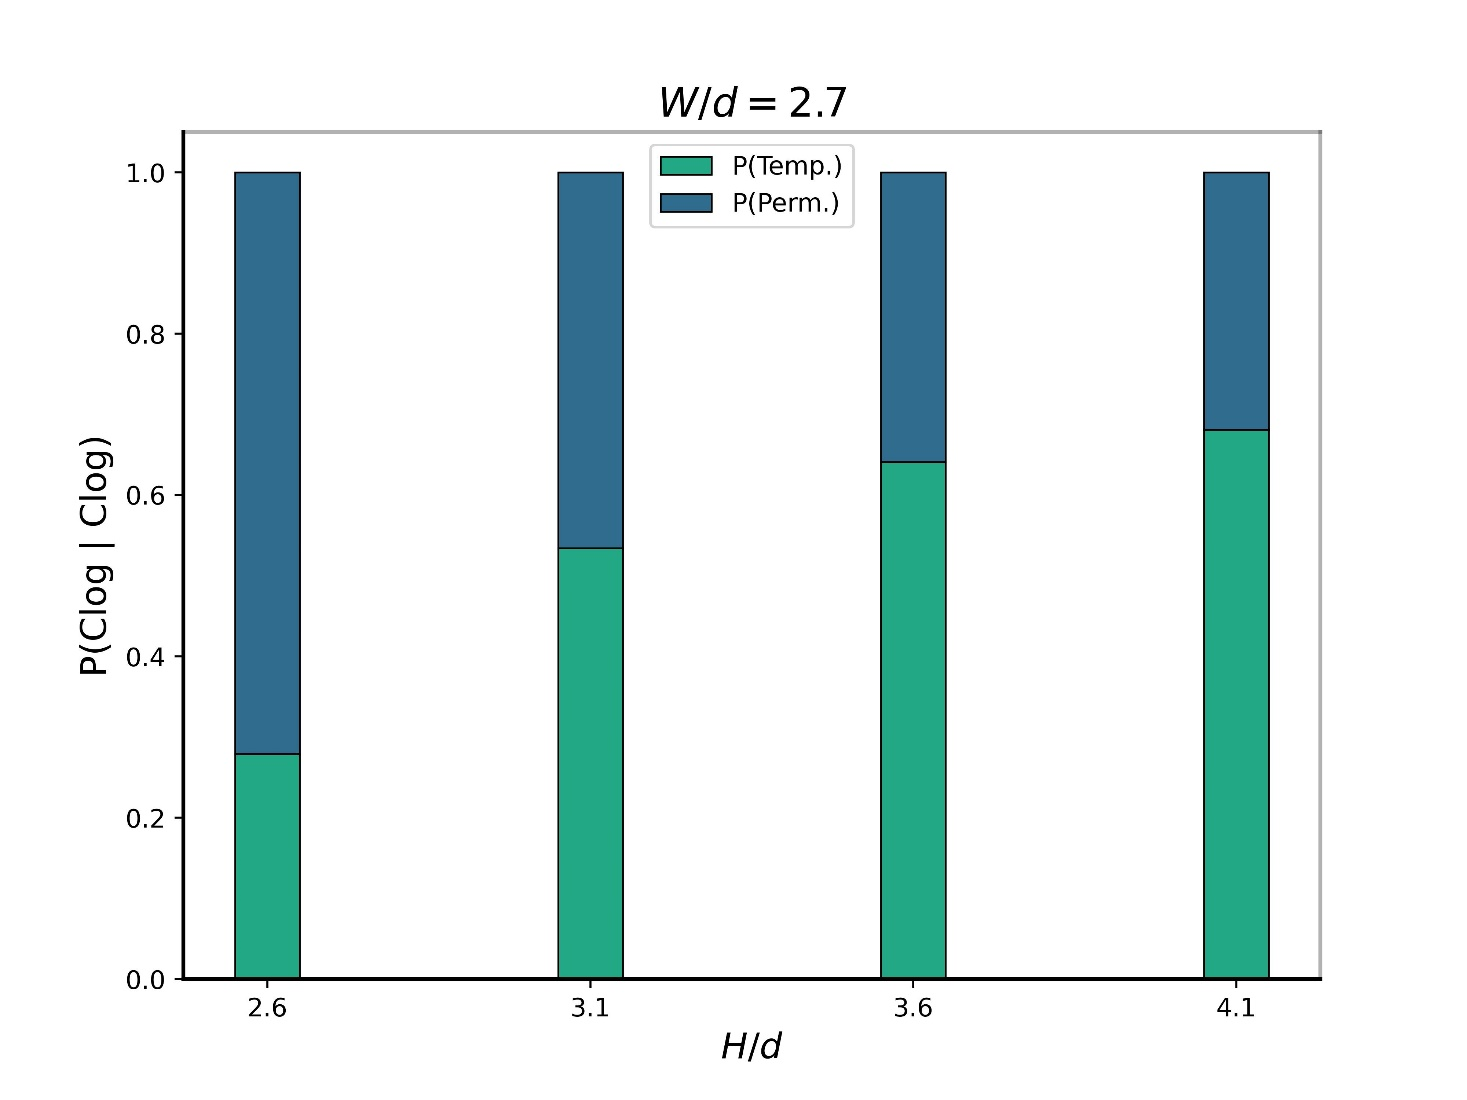 W/d = 2.7
P(Temp.)
P(Perm.)
1.0
0.8
0.6
0.4
0.2
0.0
P(Clog | Clog)
2.6 3.1 3.6 4.1
H/d